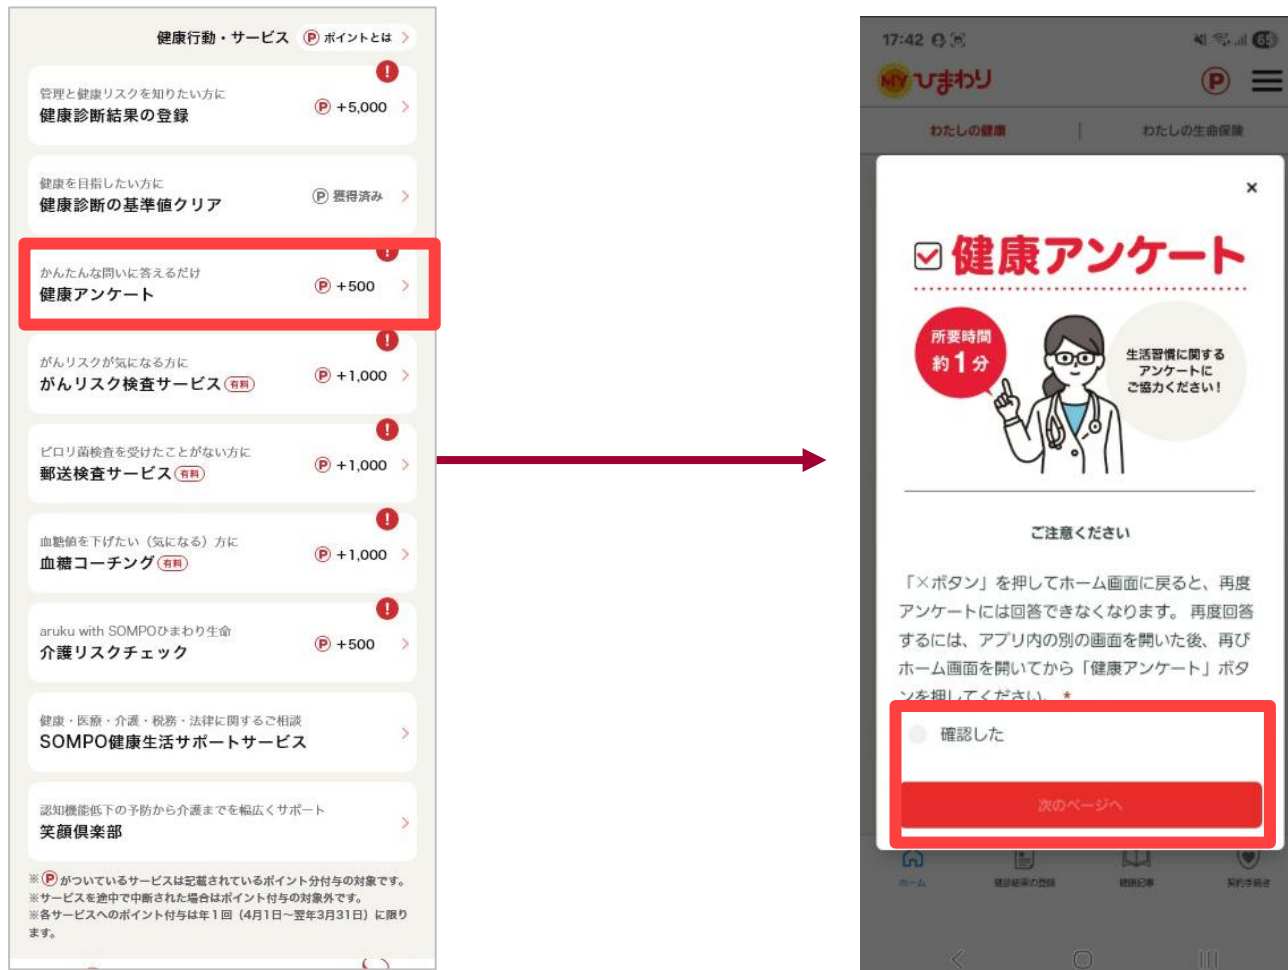 健康行動・サービス Ⓟ ポイントとは >
管理と健康リスクを知りたい方に
健康診断結果の登録
Ⓟ +5,000 >
健康を目指したい方に
健康診断の基準値クリア
Ⓟ 獲得済み >
かんたんな問いに答えるだけ
健康アンケート
Ⓟ +500 >
がんリスクが気になる方に
がんリスク検査サービス 有料
Ⓟ +1,000 >
ピロリ菌検査を受けたことがない方に
郵送検査サービス 有料
Ⓟ +1,000 >
血糖値を下げたい（気になる）方に
血糖コーチング 有料
Ⓟ +1,000 >
aruku with SOMPOひまわり生命
介護リスクチェック
Ⓟ +500 >
健康・医療・介護・税務・法律に関するご相談
SOMPO健康生活サポートサービス
認知機能低下の予防から介護までを幅広くサポート
笑顔倶楽部
※Ⓟがついているサービスは記載されているポイント分付与の対象です。
※サービスを途中で中断された場合はポイント付与の対象外です。
※各サービスへのポイント付与は年1回（4月1日～翌年3月31日）に限り
ます。
17:42
65
MYひまわり
Ⓟ
わたしの健康 | わたしの生命保険
×
健康アンケート
所要時間
約1分
生活習慣に関する
アンケートに
ご協力ください！
ご注意ください
「×ボタン」を押してホーム画面に戻ると、再度
アンケートには回答できなくなります。 再度回答
するには、アプリ内の別の画面を開いた後、再び
ホーム画面を開いてから「健康アンケート」ボタ
ンを押してください。 *
確認した
次のページへ
ホーム 健診結果の登録 健康記事 契約手続き